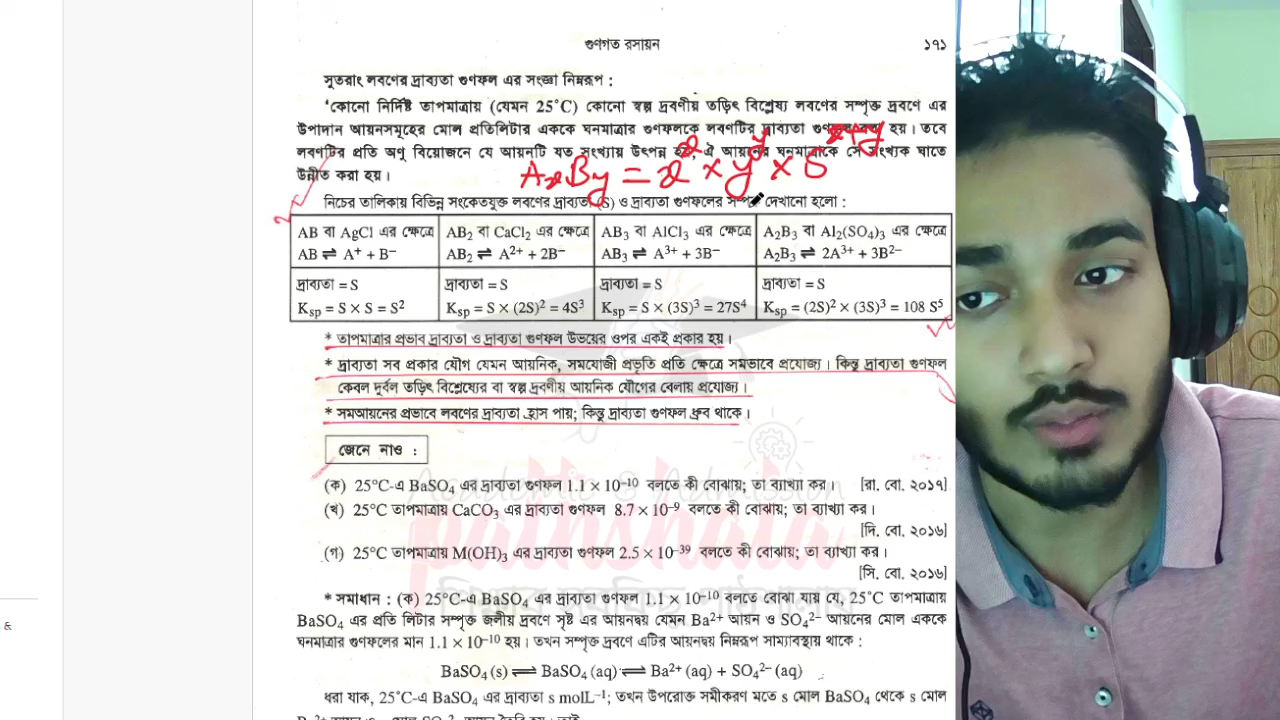 গুণগত রসায়ন ১৭১
সুতরাং লবণের দ্রাব্যতা গুণফল এর সংজ্ঞা নিম্নরূপ :
'কোনো নির্দিষ্ট তাপমাত্রায় (যেমন 25°C) কোনো স্বল্প দ্রবণীয় তড়িৎ বিশ্লেষ্য লবণের সম্পৃক্ত দ্রবণে এর
উপাদান আয়নসমূহের মোল প্রতিলিটার এককে ঘনমাত্রার গুণফলকে লবণটির দ্রাব্যতা হয়। তবে
লবণটির প্রতি অণু বিয়োজনে যে আয়নটি যত সংখ্যায় উৎপন্ন হয়, ঐ আয়নের ঘনমাত্রাকে সে সংখ্যক ঘাতে
উন্নীত করা হয়।
AxBy = x^x × y^y × S^x+y
নিচের তালিকায় বিভিন্ন সংকেতযুক্ত লবণের দ্রাব্যতা (S) ও দ্রাব্যতা গুণফলের সম্পর্ক দেখানো হলো :
AB বা AgCl এর ক্ষেত্রে AB₂ বা CaCl₂ এর ক্ষেত্রে AB₃ বা AlCl₃ এর ক্ষেত্রে A₂B₃ বা Al₂(SO₄)₃ এর ক্ষেত্রে
AB ⇌ A⁺ + B⁻ AB₂ ⇌ A²⁺ + 2B⁻ AB₃ ⇌ A³⁺ + 3B⁻ A₂B₃ ⇌ 2A³⁺ + 3B²⁻
দ্রাব্যতা = S দ্রাব্যতা = S দ্রাব্যতা = S দ্রাব্যতা = S
Ksp = S × S = S² Ksp = S × (2S)² = 4S³ Ksp = S × (3S)³ = 27S⁴ Ksp = (2S)² × (3S)³ = 108 S⁵
* তাপমাত্রার প্রভাব দ্রাব্যতা ও দ্রাব্যতা গুণফল উভয়ের ওপর একই প্রকার হয়।
* দ্রাব্যতা সব প্রকার যৌগ যেমন আয়নিক, সমযোজী প্রভৃতি প্রতি ক্ষেত্রে সমভাবে প্রযোজ্য। কিন্তু দ্রাব্যতা গুণফল
কেবল দুর্বল তড়িৎ বিশ্লেষ্যের বা স্বল্প দ্রবণীয় আয়নিক যৌগের বেলায় প্রযোজ্য।
* সমআয়নের প্রভাবে লবণের দ্রাব্যতা হ্রাস পায়; কিন্তু দ্রাব্যতা গুণফল ধ্রুব থাকে।
জেনে নাও :
Academic & Admission
(ক) 25°C-এ BaSO₄ এর দ্রাব্যতা গুণফল 1.1 × 10⁻¹⁰ বলতে কী বোঝায়; তা ব্যাখ্যা কর। [রা. বো. ২০১৭]
(খ) 25°C তাপমাত্রায় CaCO₃ এর দ্রাব্যতা গুণফল 8.7 × 10⁻⁹ বলতে কী বোঝায়; তা ব্যাখ্যা কর।
[দি. বো. ২০১৬]
pathshala
(গ) 25°C তাপমাত্রায় M(OH)₃ এর দ্রাব্যতা গুণফল 2.5 × 10⁻³⁹ বলতে কী বোঝায়; তা ব্যাখ্যা কর।
[সি. বো. ২০১৬]
* সমাধান : (ক) 25°C-এ BaSO₄ এর দ্রাব্যতা গুণফল 1.1 × 10⁻¹⁰ বলতে বোঝা যায় যে, 25°C তাপমাত্রায়
BaSO₄ এর প্রতি লিটার সম্পৃক্ত জলীয় দ্রবণে সৃষ্ট এর আয়নদ্বয় যেমন Ba²⁺ আয়ন ও SO₄²⁻ আয়নের মোল এককে
ঘনমাত্রার গুণফলের মান 1.1 × 10⁻¹⁰ হয়। তখন সম্পৃক্ত দ্রবণে এটির আয়নদ্বয় নিম্নরূপ সাম্যাবস্থায় থাকে :
BaSO₄ (s) ⇌ BaSO₄ (aq) ⇌ Ba²⁺ (aq) + SO₄²⁻ (aq)
ধরা যাক, 25°C-এ BaSO₄ এর দ্রাব্যতা s molL⁻¹; তখন উপরোক্ত সমীকরণ মতে s মোল BaSO₄ থেকে s মোল
&